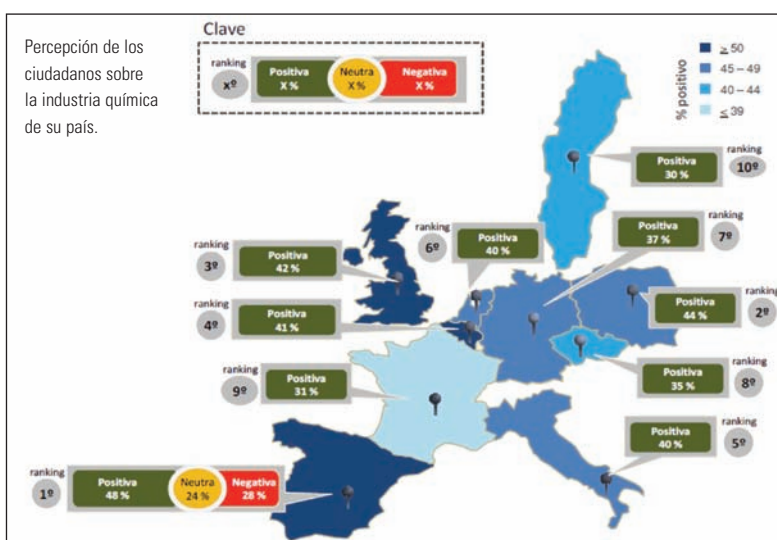 Percepción de los
ciudadanos sobre
la industria química
de su país.
Clave
ranking
xº
Positiva
X %
Neutra
X %
Negativa
X %
% positivo
≥ 50
45 – 49
40 – 44
≤ 39
Positiva
30 %
ranking
10º
ranking
6º
Positiva
40 %
Positiva
37 %
ranking
7º
ranking
3º
Positiva
42 %
ranking
4º
Positiva
41 %
Positiva
44 %
ranking
2º
ranking
9º
Positiva
31 %
Positiva
35 %
ranking
8º
Positiva
40 %
ranking
5º
ranking
1º
Positiva
48 %
Neutra
24 %
Negativa
28 %